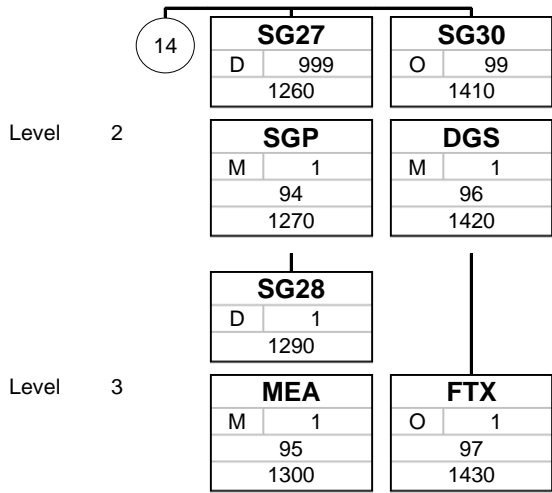 14
SG27 SG30
D 999 O 99
1260 1410
Level 2
SGP DGS
M 1 M 1
94 96
1270 1420
SG28
D 1
1290
Level 3
MEA FTX
M 1 O 1
95 97
1300 1430